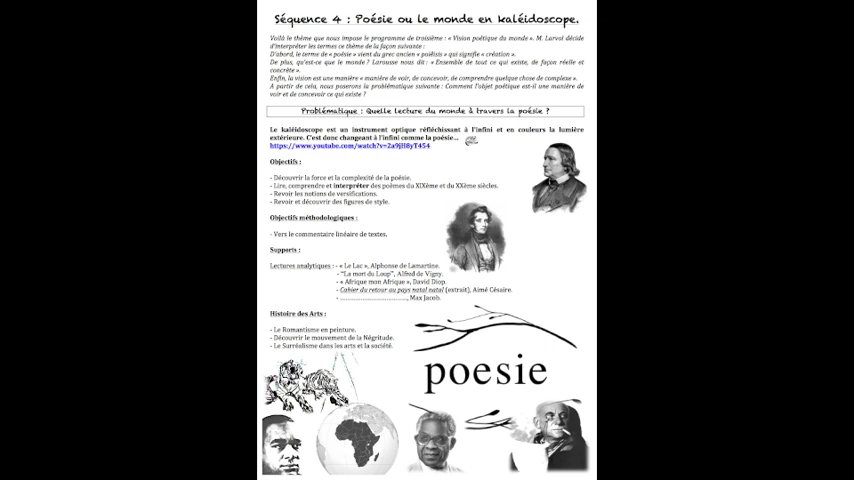 Séquence 4 : Poésie ou le monde en kaléidoscope.
Voilà le thème que nous impose le programme de troisième : « Vision poétique du monde ». M. Larvol décide
d'interpréter les termes ce thème de la façon suivante :
D'abord, le terme de « poésie » vient du grec ancien « poiêisis » qui signifie « création ».
De plus, qu'est-ce que le monde ? Larousse nous dit : « Ensemble de tout ce qui existe, de façon réelle et
concrète ».
Enfin, la vision est une manière « manière de voir, de concevoir, de comprendre quelque chose de complexe ».
A partir de cela, nous poserons la problématique suivante : Comment l'objet poétique est-il une manière de
voir et de concevoir ce qui existe ?
Problématique : Quelle lecture du monde à travers la poésie ?
Le kaléidoscope est un instrument optique réfléchissant à l'infini et en couleurs la lumière
extérieure. C'est donc changeant à l'infini comme la poésie...
https://www.youtube.com/watch?v=2a9jH8yT454
Objectifs :
- Découvrir la force et la complexité de la poésie.
- Lire, comprendre et interpréter des poèmes du XIXème et du XXème siècles.
- Revoir les notions de versifications.
- Revoir et découvrir des figures de style.
Objectifs méthodologiques :
- Vers le commentaire linéaire de textes.
Supports :
Lectures analytiques : - « Le Lac », Alphonse de Lamartine.
- "La mort du Loup", Alfred de Vigny.
- « Afrique mon Afrique », David Diop.
- Cahier du retour au pays natal natal (extrait), Aimé Césaire.
- ......................................, Max Jacob.
Histoire des Arts :
- Le Romantisme en peinture.
- Découvrir le mouvement de la Négritude.
- Le Surréalisme dans les arts et la société.
poesie